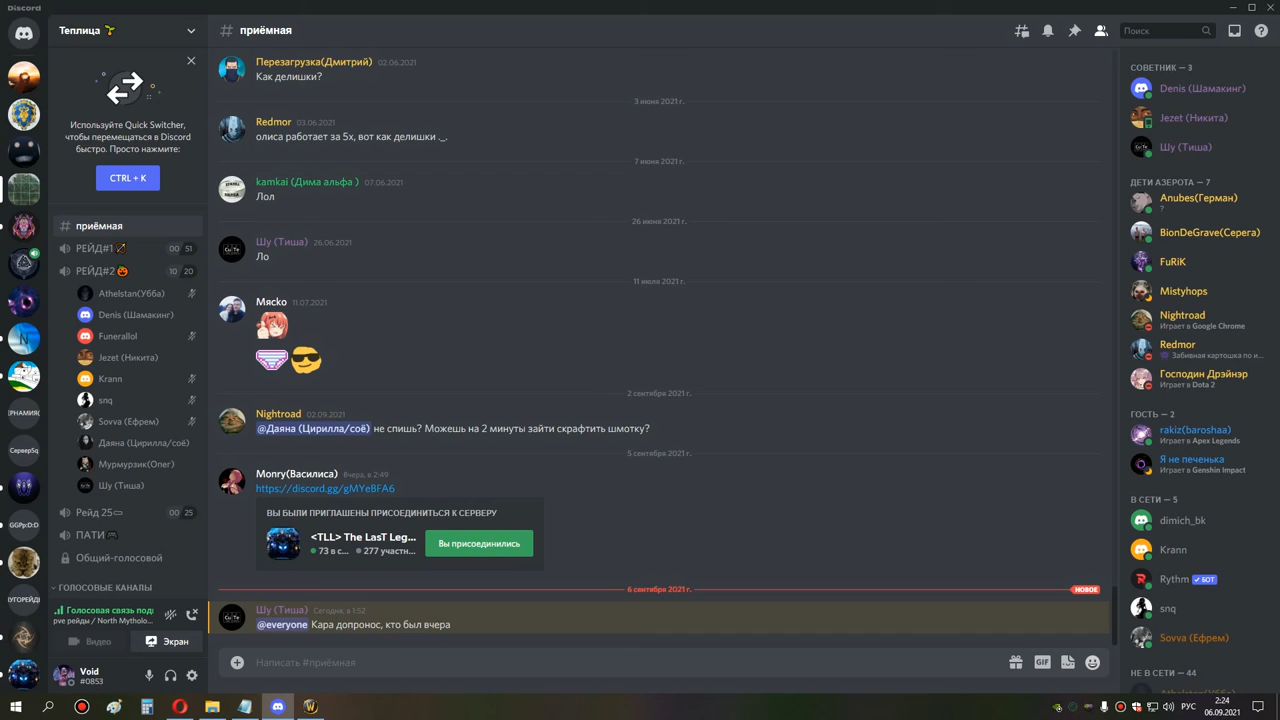 Discord
Теплица
приёмная
Поиск
Используйте Quick Switcher,
чтобы перемещаться в Discord
быстро. Просто нажмите:
CTRL + K
приёмная
РЕЙД#1 00 51
РЕЙД#2 10 20
Athelstan(Убба)
Denis (Шамакинг)
Funerallol
Jezet (Никита)
Krann
snq
Sovva (Ефрем)
Даяна (Цирилла/соё)
Мурмурзик(Олег)
Шу (Тиша)
Рейд 25 00 25
ПАТИ
Общий-голосовой
ГОЛОСОВЫЕ КАНАЛЫ
Голосовая связь подк
рve рейды / North Mytholo...
Видео Экран
Void
#0853
Перезагрузка(Дмитрий) 02.06.2021
Как делишки?
3 июня 2021 г.
Redmor 03.06.2021
олиса работает за 5х, вот как делишки ._.
7 июня 2021 г.
kamkai (Дима альфа ) 07.06.2021
Лол
26 июня 2021 г.
Шу (Тиша) 26.06.2021
Ло
11 июля 2021 г.
Мяско 11.07.2021
2 сентября 2021 г.
Nightroad 02.09.2021
@Даяна (Цирилла/соё) не спишь? Можешь на 2 минуты зайти скрафтить шмотку?
5 сентября 2021 г.
Monry(Василиса) Вчера, в 2:49
https://discord.gg/gMYeBFA6
ВЫ БЫЛИ ПРИГЛАШЕНЫ ПРИСОЕДИНИТЬСЯ К СЕРВЕРУ
<TLL> The LasT Leg...
73 в с... 277 участн...
Вы присоединились
6 сентября 2021 г. НОВОЕ
Шу (Тиша) Сегодня, в 1:52
@everyone Кара допронос, кто был вчера
Написать #приёмная
GIF
СОВЕТНИК — 3
Denis (Шамакинг)
Jezet (Никита)
Шу (Тиша)
ДЕТИ АЗЕРОТА — 7
Anubes(Герман)
?
BionDeGrave(Серега)
FuRiK
Mistyhops
Nightroad
Играет в Google Chrome
Redmor
Забивная картошка по и...
Господин Дрэйнэр
Играет в Dota 2
ГОСТЬ — 2
rakiz(baroshaa)
Играет в Apex Legends
Я не печенька
Играет в Genshin Impact
В СЕТИ — 5
dimich_bk
Krann
Rythm БОТ
snq
Sovva (Ефрем)
НЕ В СЕТИ — 44
РУС
2:24
06.09.2021